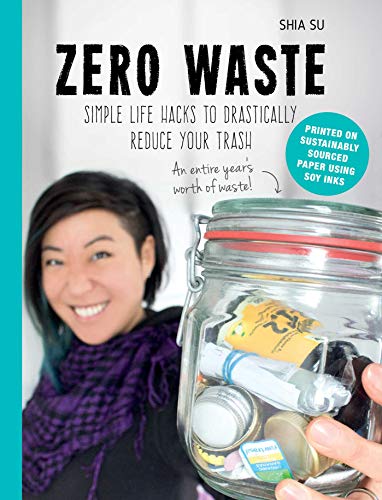 SHIA SU
ZERO WASTE
SIMPLE LIFE HACKS TO DRASTICALLY
REDUCE YOUR TRASH
An entire year's
worth of waste!
PRINTED ON
SUSTAINABLY
SOURCED
PAPER USING
SOY INKS